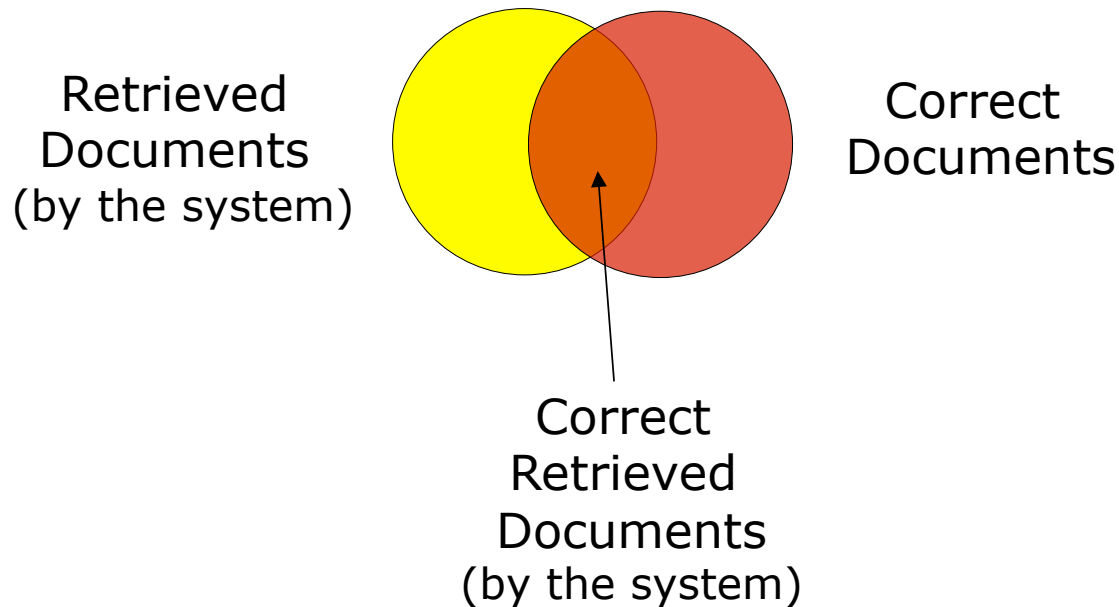 Retrieved
Documents
(by the system)
Correct
Documents
Correct
Retrieved
Documents
(by the system)